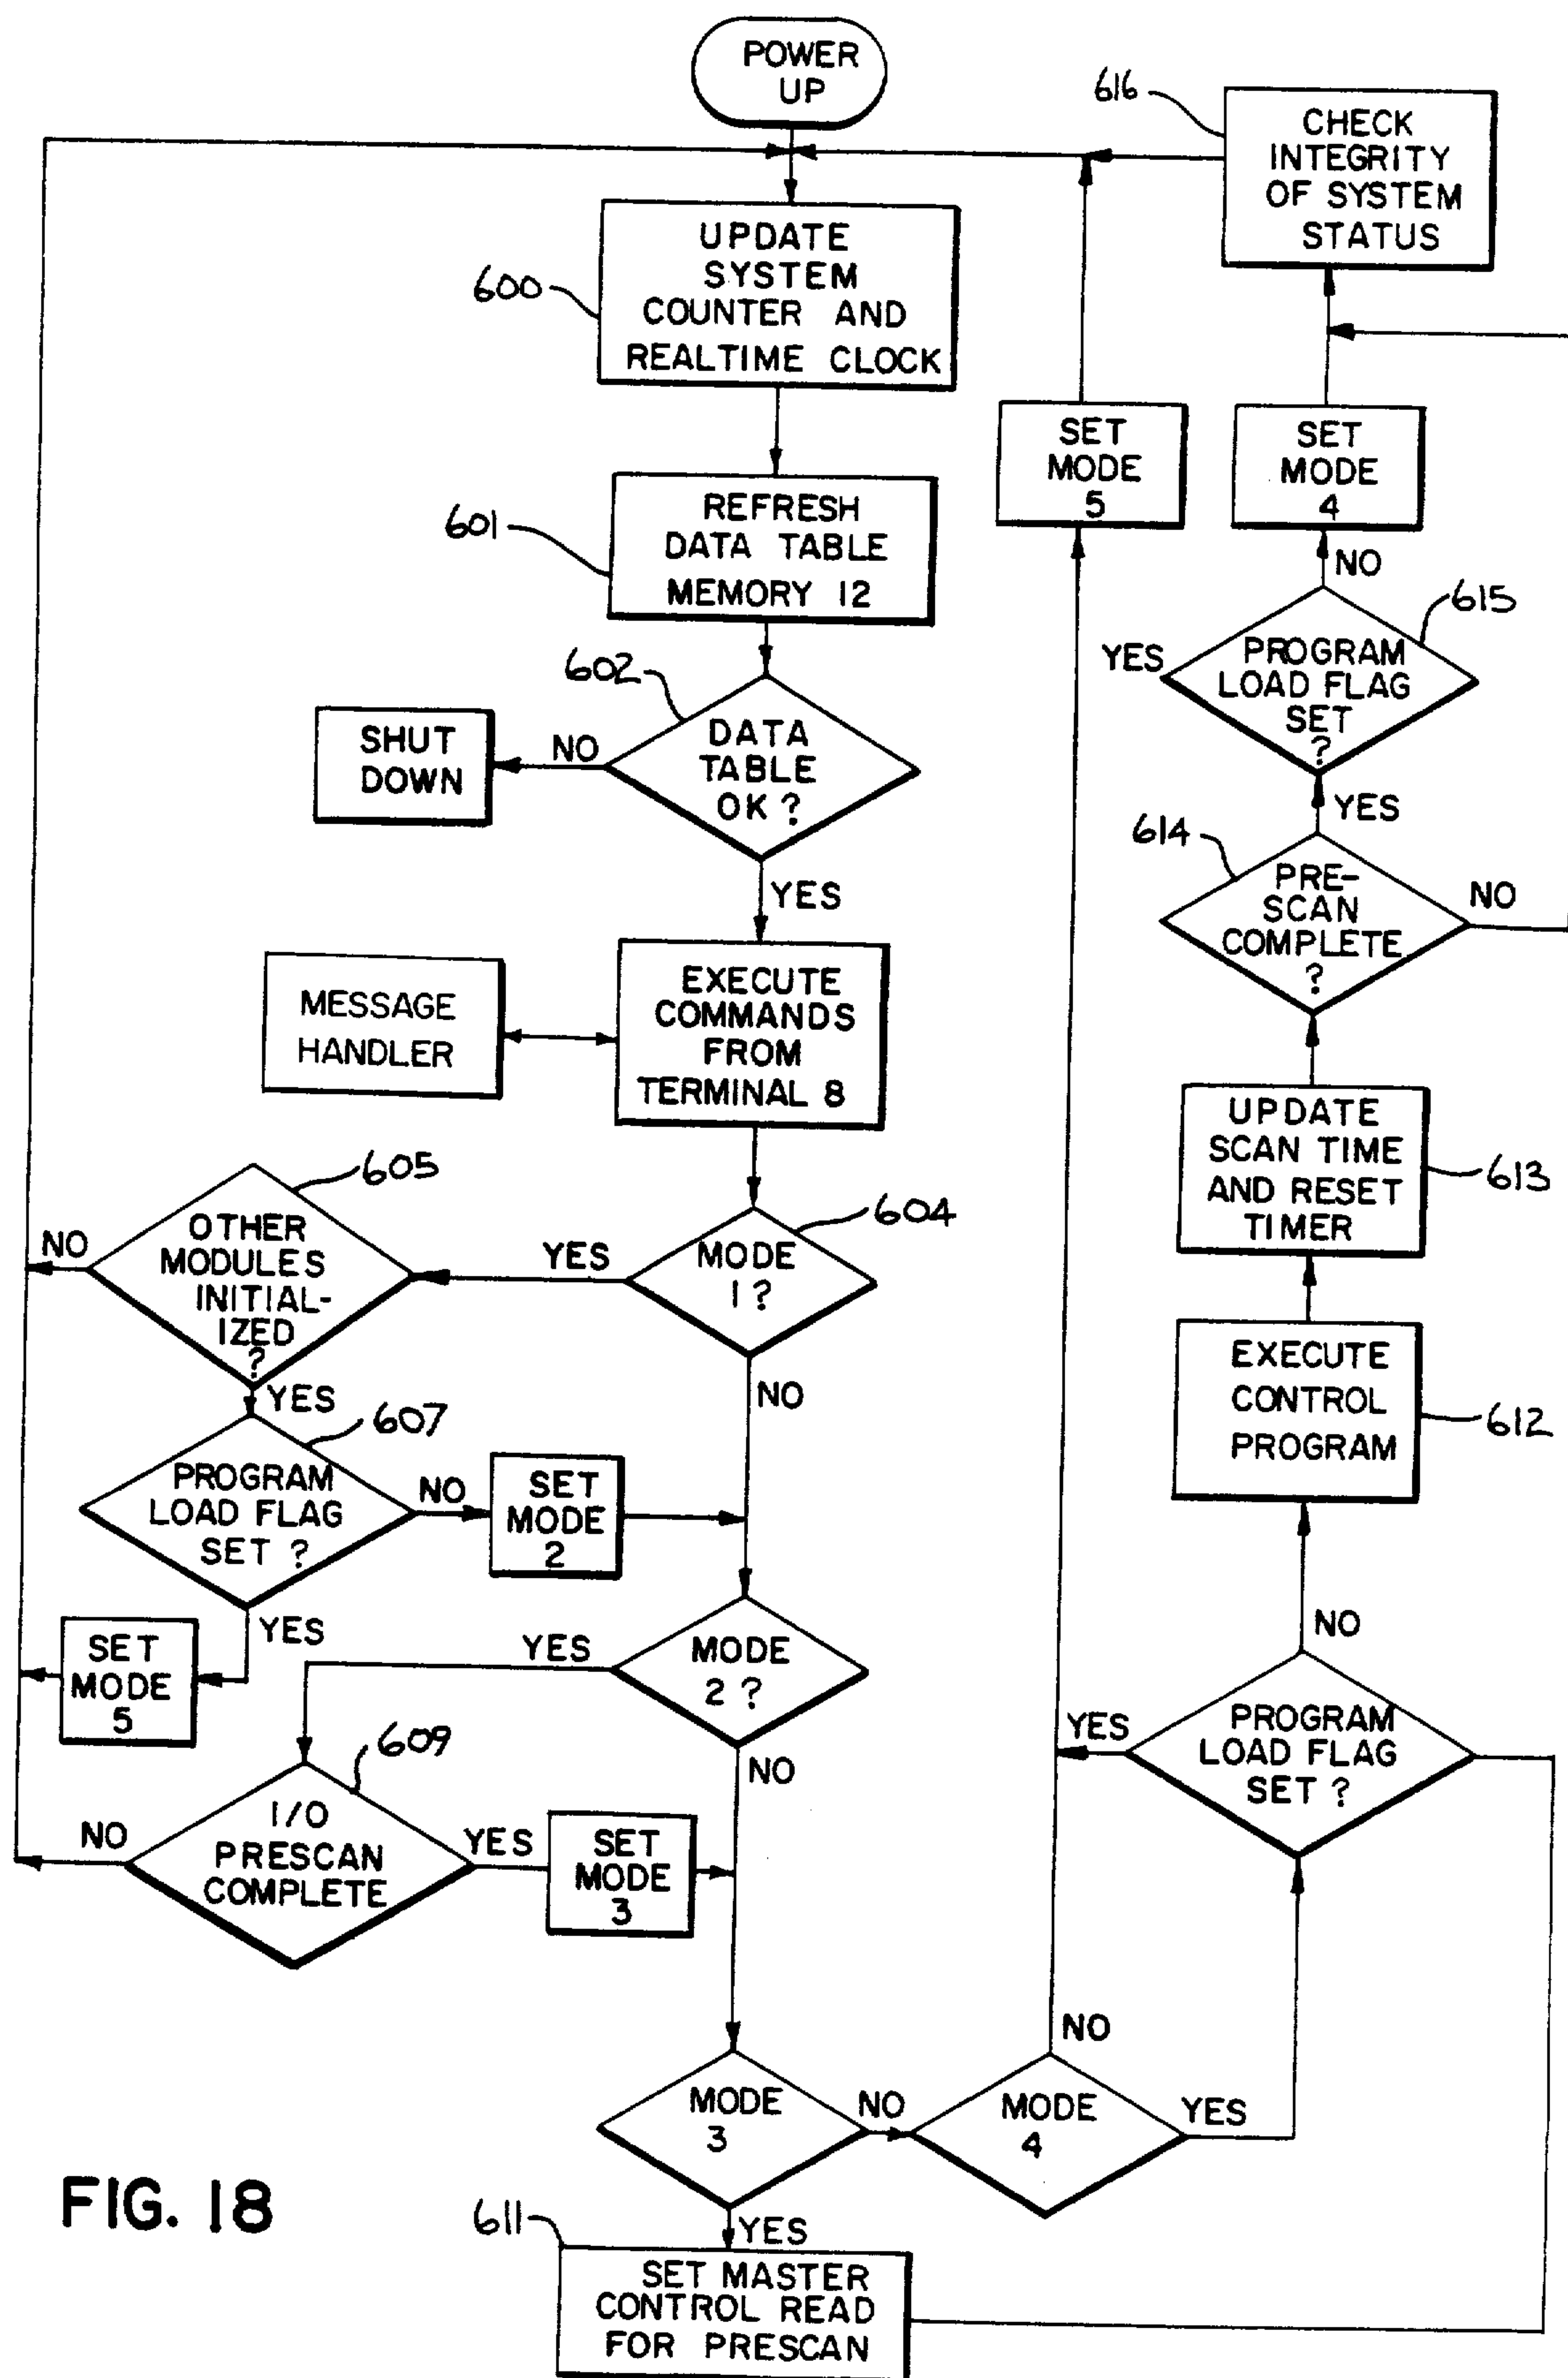 POWER
UP
616
CHECK
INTEGRITY
OF SYSTEM
STATUS
600
UPDATE
SYSTEM
COUNTER AND
REALTIME CLOCK
SET
MODE
5
SET
MODE
4
601
REFRESH
DATA TABLE
MEMORY 12
NO
615
YES
PROGRAM
LOAD FLAG
SET
?
602
SHUT
DOWN
NO
DATA
TABLE
OK ?
YES
YES
614
PRE-
SCAN
COMPLETE
?
NO
MESSAGE
HANDLER
EXECUTE
COMMANDS
FROM
TERMINAL 8
UPDATE
SCAN TIME
AND RESET
TIMER
613
605
604
NO
OTHER
MODULES
INITIAL-
IZED
?
YES
MODE
1 ?
YES
NO
EXECUTE
CONTROL
PROGRAM
612
607
PROGRAM
LOAD FLAG
SET ?
NO
SET
MODE
2
YES
SET
MODE
5
YES
MODE
2 ?
NO
NO
YES
PROGRAM
LOAD FLAG
SET ?
609
NO
I/O
PRESCAN
COMPLETE
YES
SET
MODE
3
NO
MODE
3
NO
MODE
4
YES
FIG. 18
611
YES
SET MASTER
CONTROL READ
FOR PRESCAN